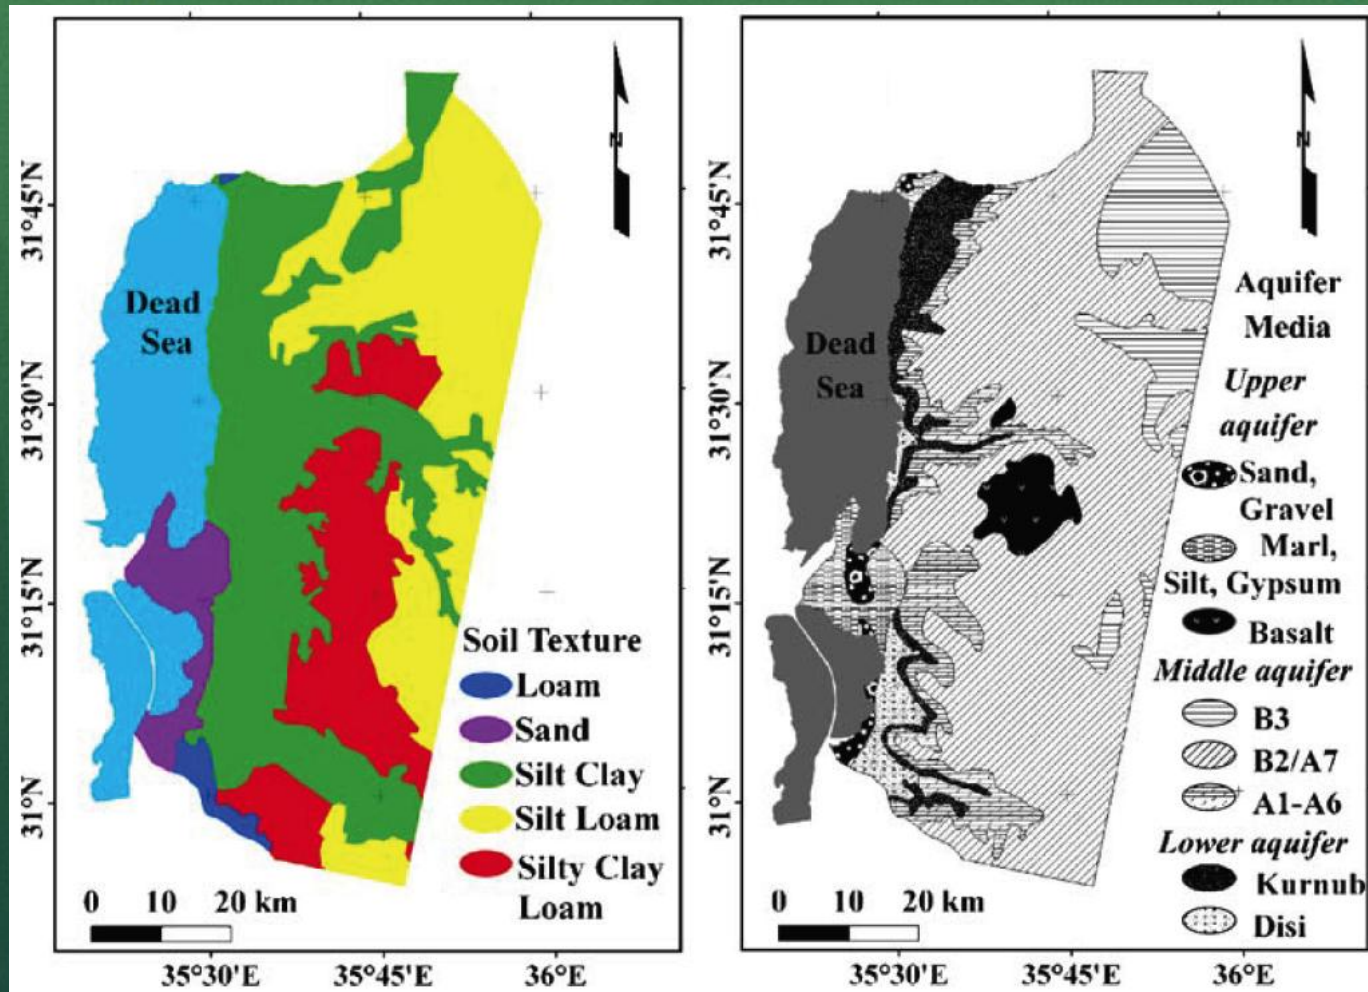 N
31°45'N
31°30'N
31°15'N
31°N
Dead
Sea
Soil Texture
Loam
Sand
Silt Clay
Silt Loam
Silty Clay
Loam
0 10 20 km
35°30'E 35°45'E 36°E
N
31°45'N
31°30'N
31°15'N
31°N
Dead
Sea
Aquifer
Media
Upper
aquifer
Sand,
Gravel
Marl,
Silt, Gypsum
Basalt
Middle aquifer
B3
B2/A7
A1-A6
Lower aquifer
Kurnub
Disi
0 10 20 km
35°30'E 35°45'E 36°E